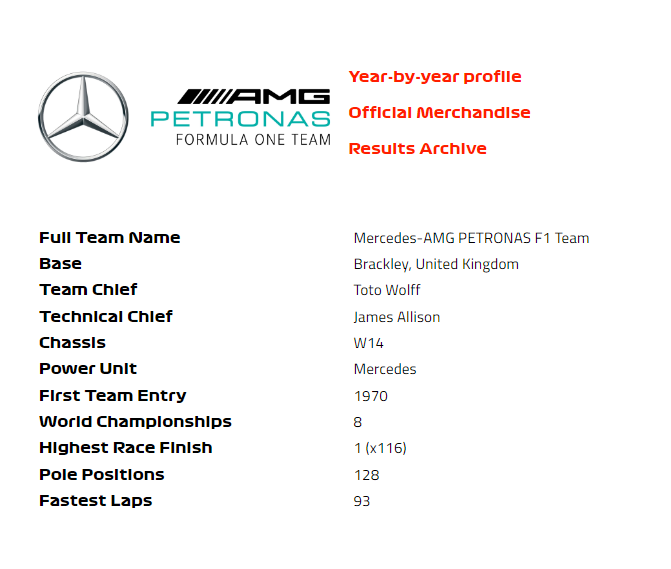 AMG
PETRONAS
FORMULA ONE TEAM
Year-by-year profile
Official Merchandise
Results Archive
Full Team Name Mercedes-AMG PETRONAS F1 Team
Base Brackley, United Kingdom
Team Chief Toto Wolff
Technical Chief James Allison
Chassis W14
Power Unit Mercedes
First Team Entry 1970
World Championships 8
Highest Race Finish 1 (x116)
Pole Positions 128
Fastest Laps 93